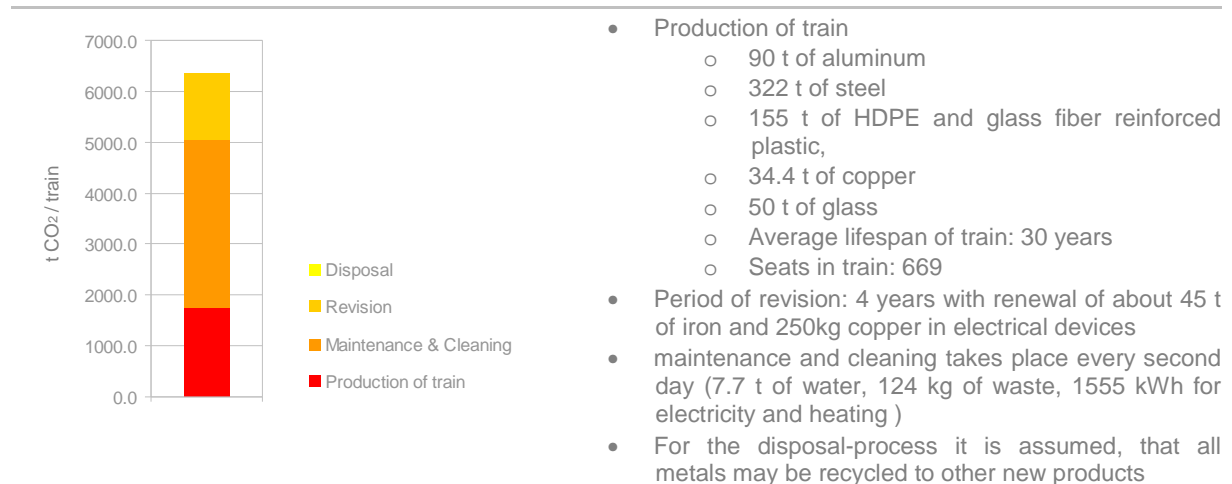 7000.0
6000.0
5000.0
4000.0
3000.0
2000.0
1000.0
0.0
t CO2 / train
Disposal
Revision
Maintenance & Cleaning
Production of train
• Production of train
o 90 t of aluminum
o 322 t of steel
o 155 t of HDPE and glass fiber reinforced
plastic,
o 34.4 t of copper
o 50 t of glass
o Average lifespan of train: 30 years
o Seats in train: 669
• Period of revision: 4 years with renewal of about 45 t
of iron and 250kg copper in electrical devices
• maintenance and cleaning takes place every second
day (7.7 t of water, 124 kg of waste, 1555 kWh for
electricity and heating )
• For the disposal-process it is assumed, that all
metals may be recycled to other new products